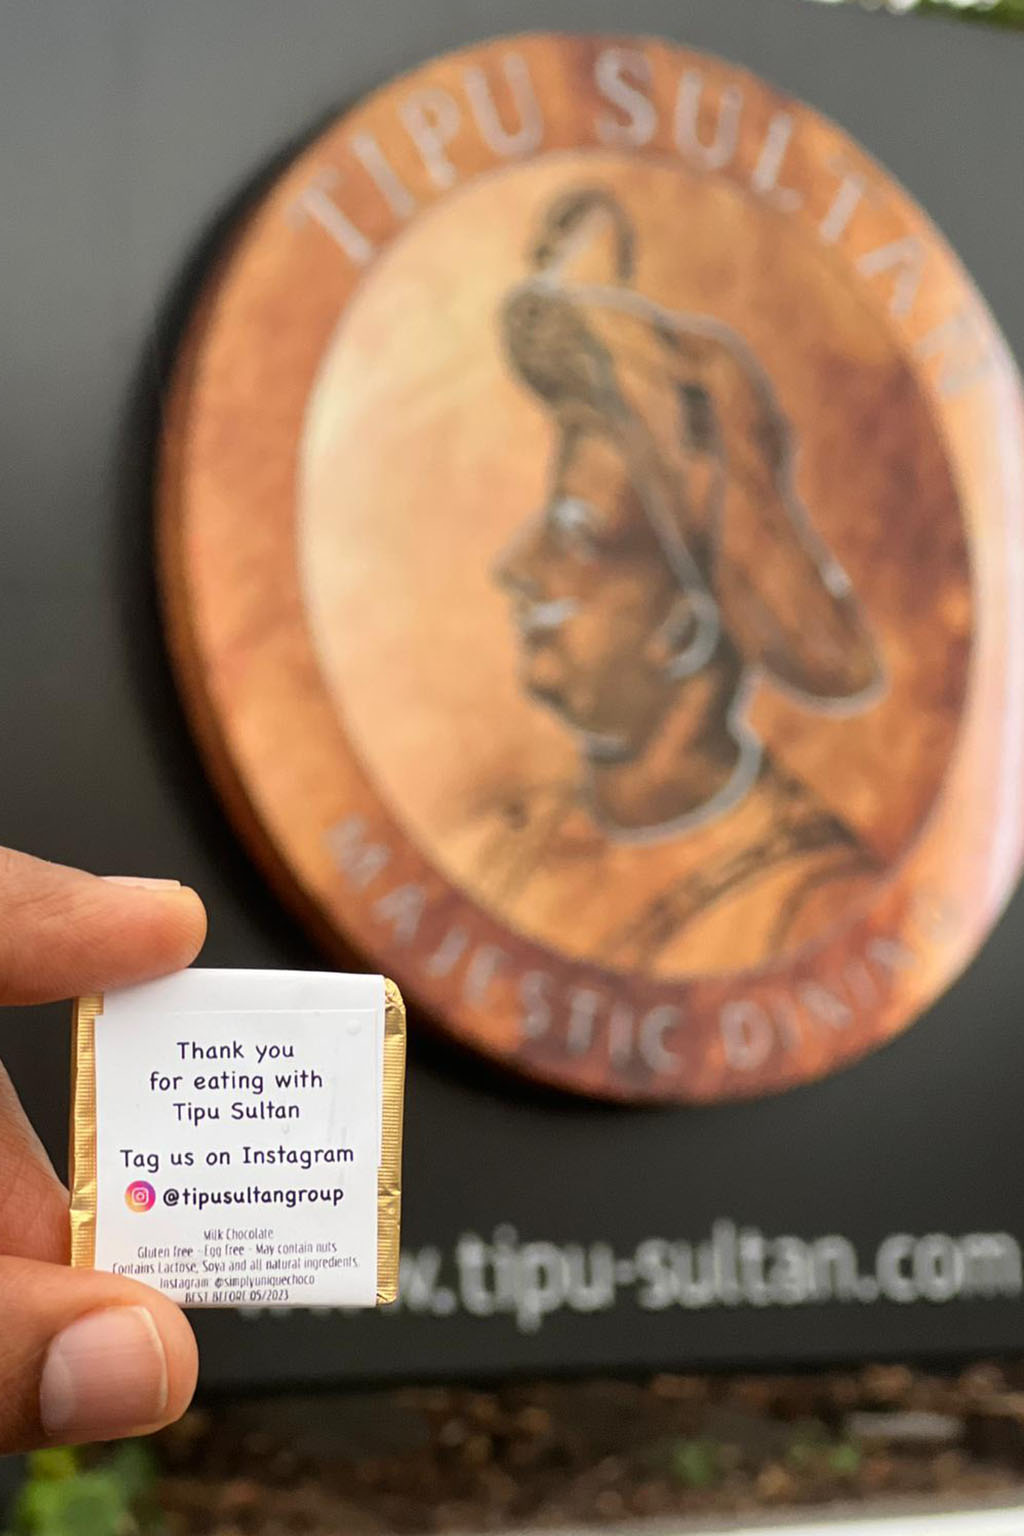 TIPU SULTAN
MAJESTIC DINING
Thank you
for eating with
Tipu Sultan
Tag us on Instagram
@tipusultangroup
Milk Chocolate
Gluten free - Egg free - May contain nuts
Contains Lactose, Soya and all natural ingredients.
Instagram: @simplyuniquechoco
BEST BEFORE 05/2023
www.tipu-sultan.com